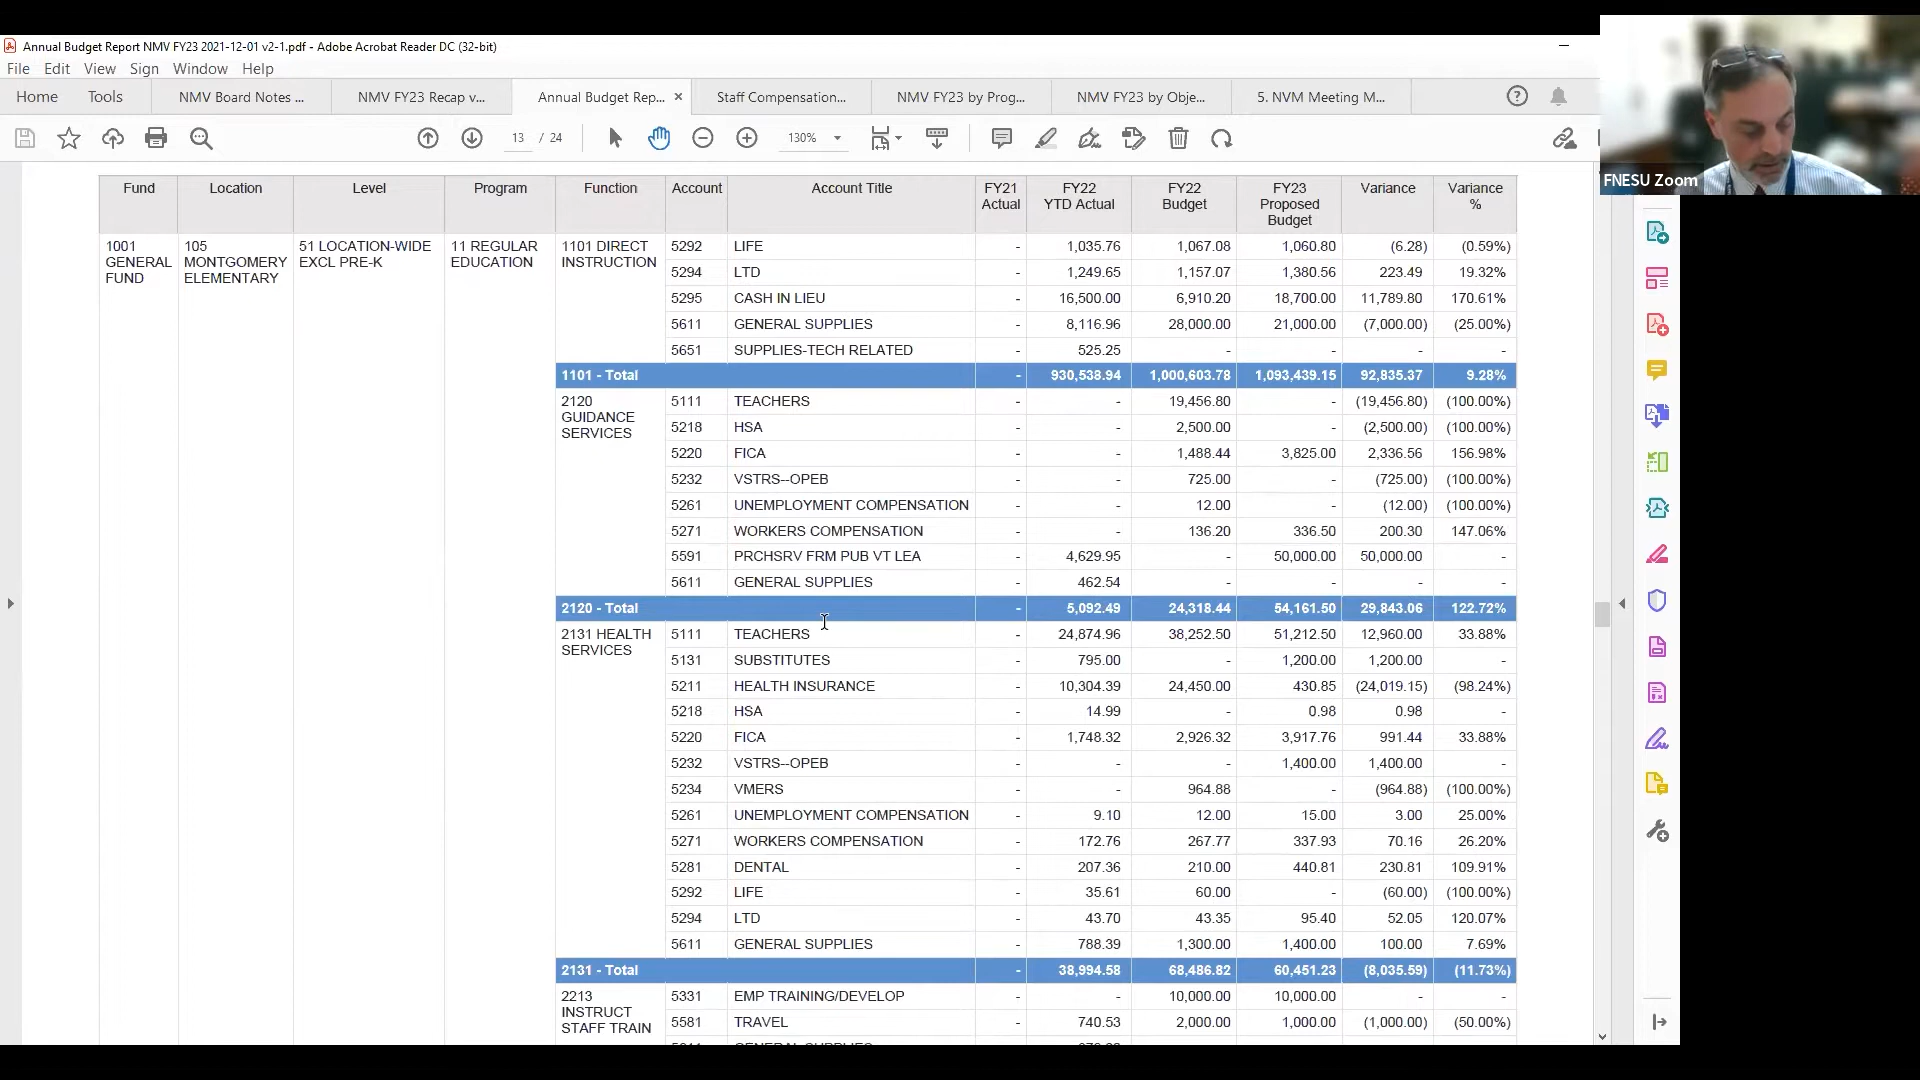 Annual Budget Report NMV FY23 2021-12-01 v2-1.pdf - Adobe Acrobat Reader DC (32-bit)
File Edit View Sign Window Help
Home Tools NMV Board Notes ... NMV FY23 Recap v... Annual Budget Rep... × Staff Compensation... NMV FY23 by Prog... NMV FY23 by Obje... 5. NVM Meeting M...
13 / 24 130%
FNESU Zoom
Fund Location Level Program Function Account Account Title FY21 Actual FY22 YTD Actual FY22 Budget FY23 Proposed Budget Variance Variance %
1001 GENERAL FUND 105 MONTGOMERY ELEMENTARY 51 LOCATION-WIDE EXCL PRE-K 11 REGULAR EDUCATION 1101 DIRECT INSTRUCTION 5292 LIFE - 1,035.76 1,067.08 1,060.80 (6.28) (0.59%)
5294 LTD - 1,249.65 1,157.07 1,380.56 223.49 19.32%
5295 CASH IN LIEU - 16,500.00 6,910.20 18,700.00 11,789.80 170.61%
5611 GENERAL SUPPLIES - 8,116.96 28,000.00 21,000.00 (7,000.00) (25.00%)
5651 SUPPLIES-TECH RELATED - 525.25 - - - -
1101 - Total - 930,538.94 1,000,603.78 1,093,439.15 92,835.37 9.28%
2120 GUIDANCE SERVICES 5111 TEACHERS - - 19,456.80 - (19,456.80) (100.00%)
5218 HSA - - 2,500.00 - (2,500.00) (100.00%)
5220 FICA - - 1,488.44 3,825.00 2,336.56 156.98%
5232 VSTRS--OPEB - - 725.00 - (725.00) (100.00%)
5261 UNEMPLOYMENT COMPENSATION - - 12.00 - (12.00) (100.00%)
5271 WORKERS COMPENSATION - - 136.20 336.50 200.30 147.06%
5591 PRCHSRV FRM PUB VT LEA - 4,629.95 - 50,000.00 50,000.00 -
5611 GENERAL SUPPLIES - 462.54 - - - -
2120 - Total - 5,092.49 24,318.44 54,161.50 29,843.06 122.72%
2131 HEALTH SERVICES 5111 TEACHERS - 24,874.96 38,252.50 51,212.50 12,960.00 33.88%
5131 SUBSTITUTES - 795.00 - 1,200.00 1,200.00 -
5211 HEALTH INSURANCE - 10,304.39 24,450.00 430.85 (24,019.15) (98.24%)
5218 HSA - 14.99 - 0.98 0.98 -
5220 FICA - 1,748.32 2,926.32 3,917.76 991.44 33.88%
5232 VSTRS--OPEB - - - 1,400.00 1,400.00 -
5234 VMERS - - 964.88 - (964.88) (100.00%)
5261 UNEMPLOYMENT COMPENSATION - 9.10 12.00 15.00 3.00 25.00%
5271 WORKERS COMPENSATION - 172.76 267.77 337.93 70.16 26.20%
5281 DENTAL - 207.36 210.00 440.81 230.81 109.91%
5292 LIFE - 35.61 60.00 - (60.00) (100.00%)
5294 LTD - 43.70 43.35 95.40 52.05 120.07%
5611 GENERAL SUPPLIES - 788.39 1,300.00 1,400.00 100.00 7.69%
2131 - Total - 38,994.58 68,486.82 60,451.23 (8,035.59) (11.73%)
2213 INSTRUCT STAFF TRAIN 5331 EMP TRAINING/DEVELOP - - 10,000.00 10,000.00 - -
5581 TRAVEL - 740.53 2,000.00 1,000.00 (1,000.00) (50.00%)